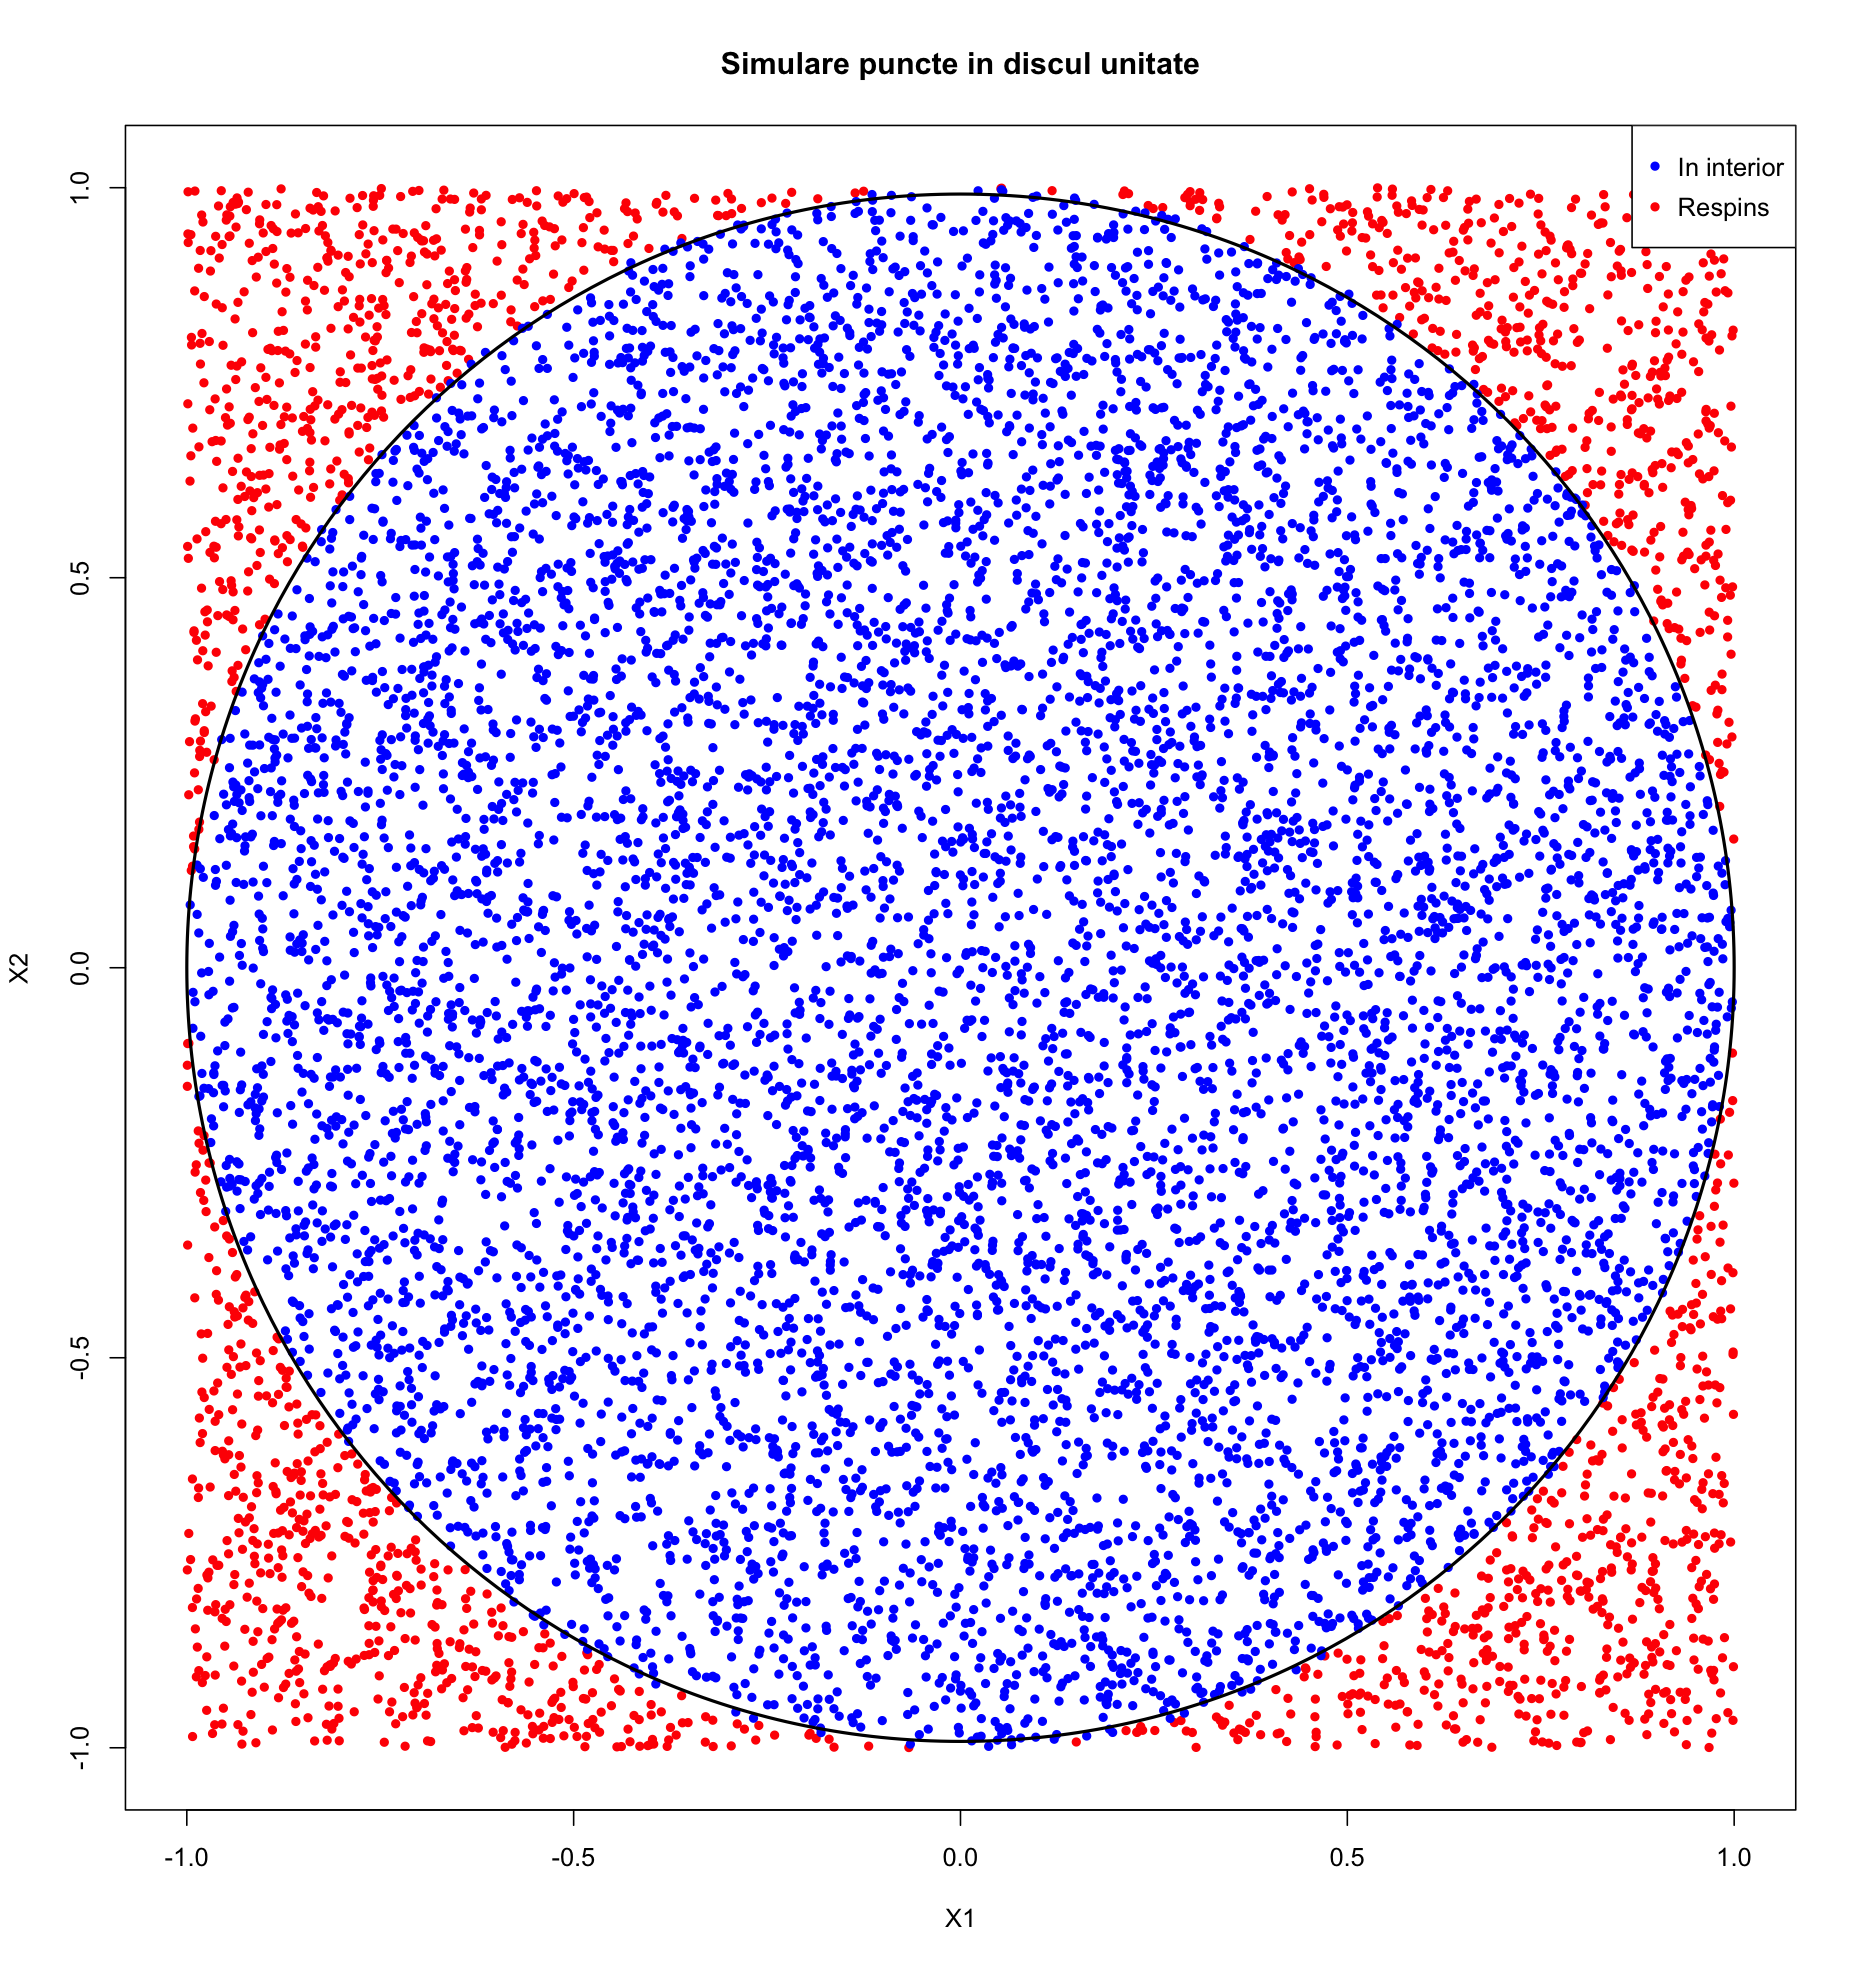 Simulare puncte in discul unitate
In interior
Respins
1.0
0.5
0.0
-0.5
-1.0
X2
-1.0 -0.5 0.0 0.5 1.0
X1